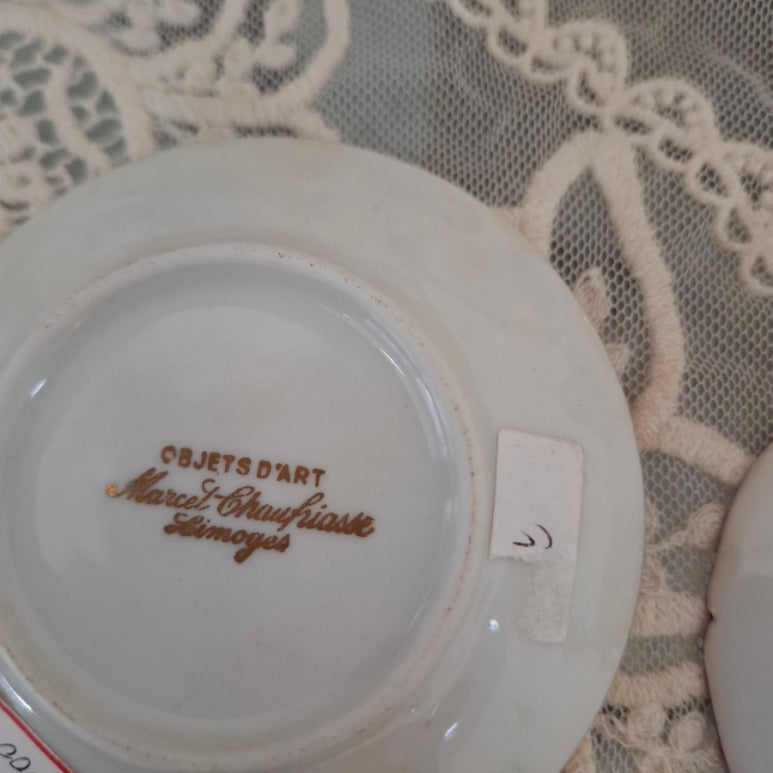 OBJETS D'ART
Marcel Chaufriasse
Limoges